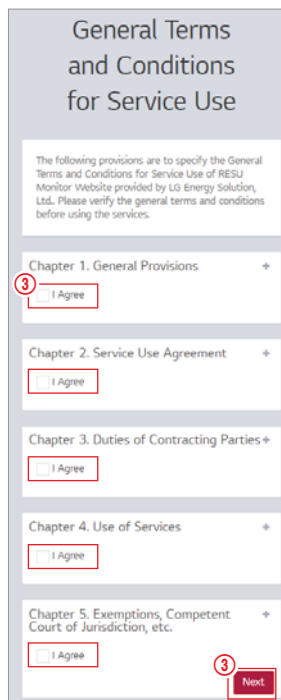 General Terms
and Conditions
for Service Use
The following provisions are to specify the General
Terms and Conditions for Service Use of RESU
Monitor Website provided by LG Energy Solution,
Ltd.. Please verify the general terms and conditions
before using the services.
Chapter 1. General Provisions +
③
I Agree
Chapter 2. Service Use Agreement +
I Agree
Chapter 3. Duties of Contracting Parties +
I Agree
Chapter 4. Use of Services +
I Agree
Chapter 5. Exemptions, Competent +
Court of Jurisdiction, etc.
I Agree
③
Next